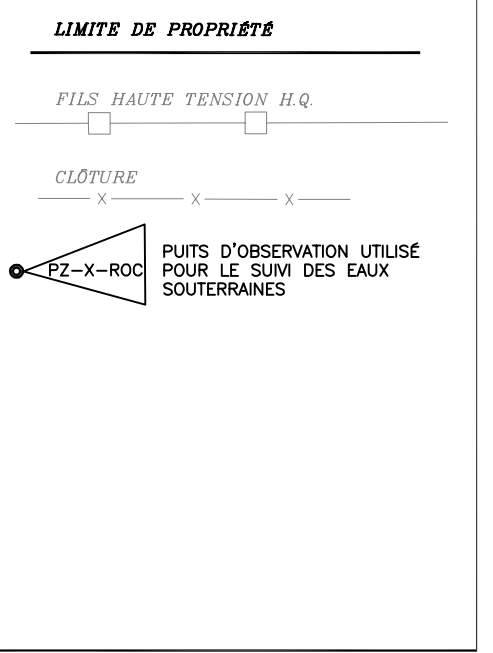 LIMITE DE PROPRIÉTÉ
FILS HAUTE TENSION H.Q.
CLÔTURE
X X X
PZ-X-ROC
PUITS D'OBSERVATION UTILISÉ
POUR LE SUIVI DES EAUX
SOUTERRAINES